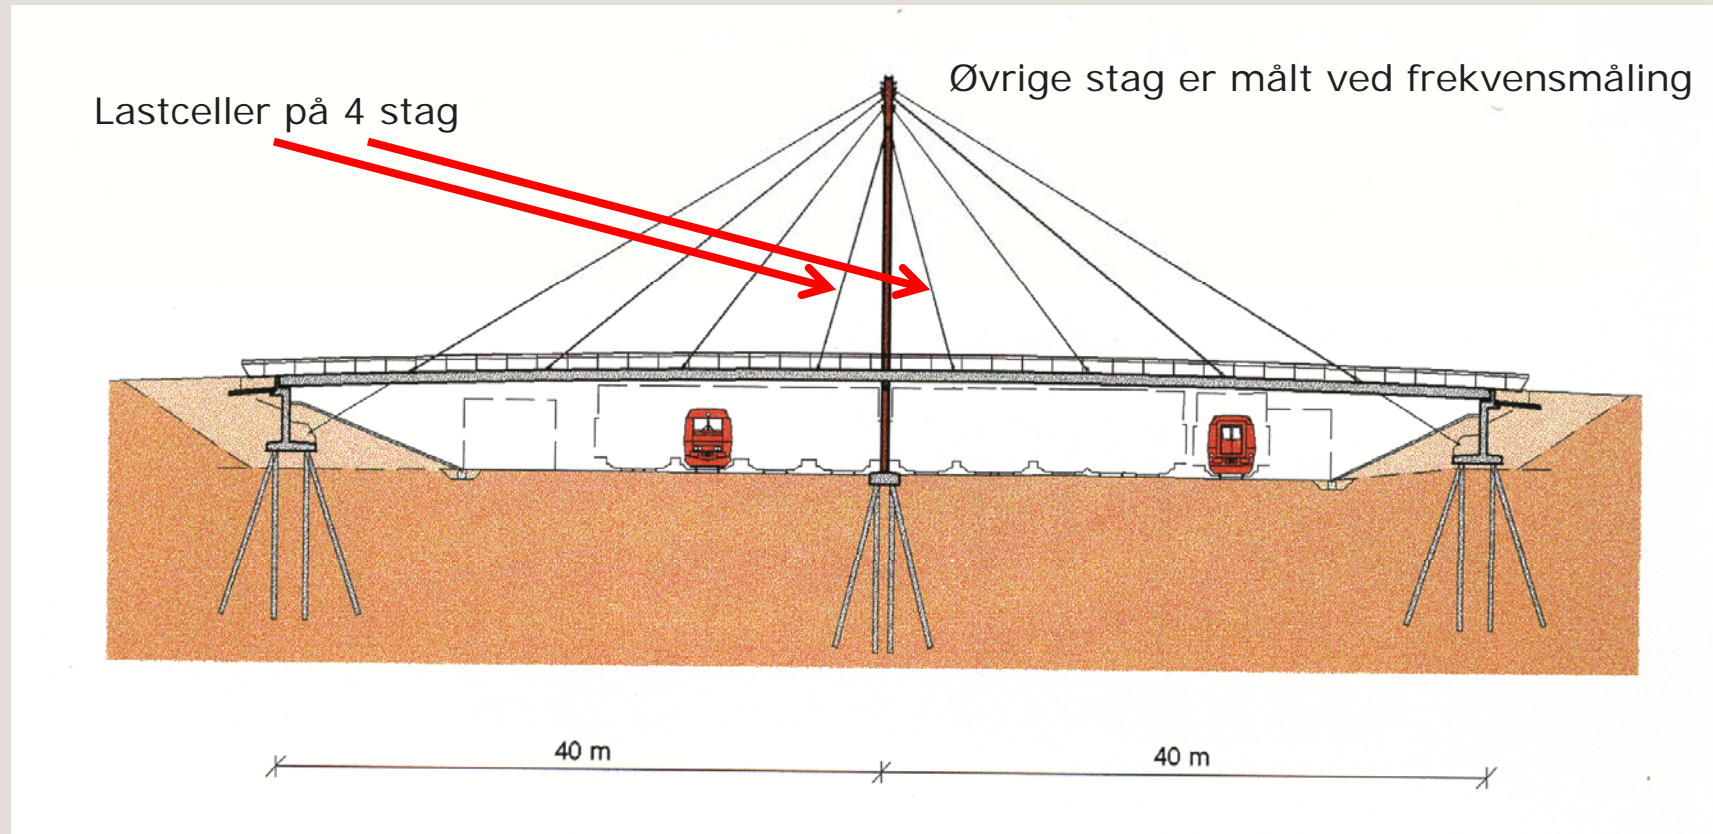 Øvrige stag er målt ved frekvensmåling
Lastceller på 4 stag
40 m
40 m